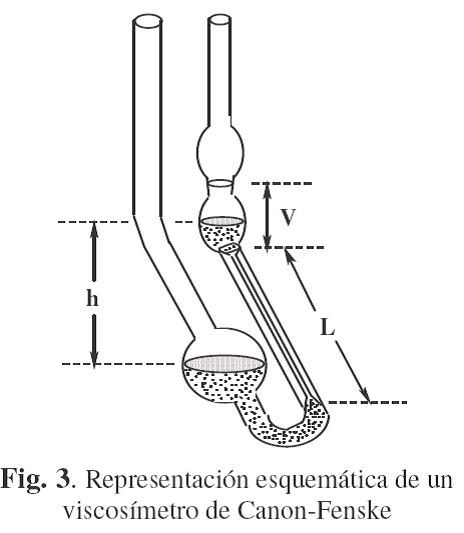 V
h
L
Fig. 3. Representación esquemática de un
viscosímetro de Canon-Fenske